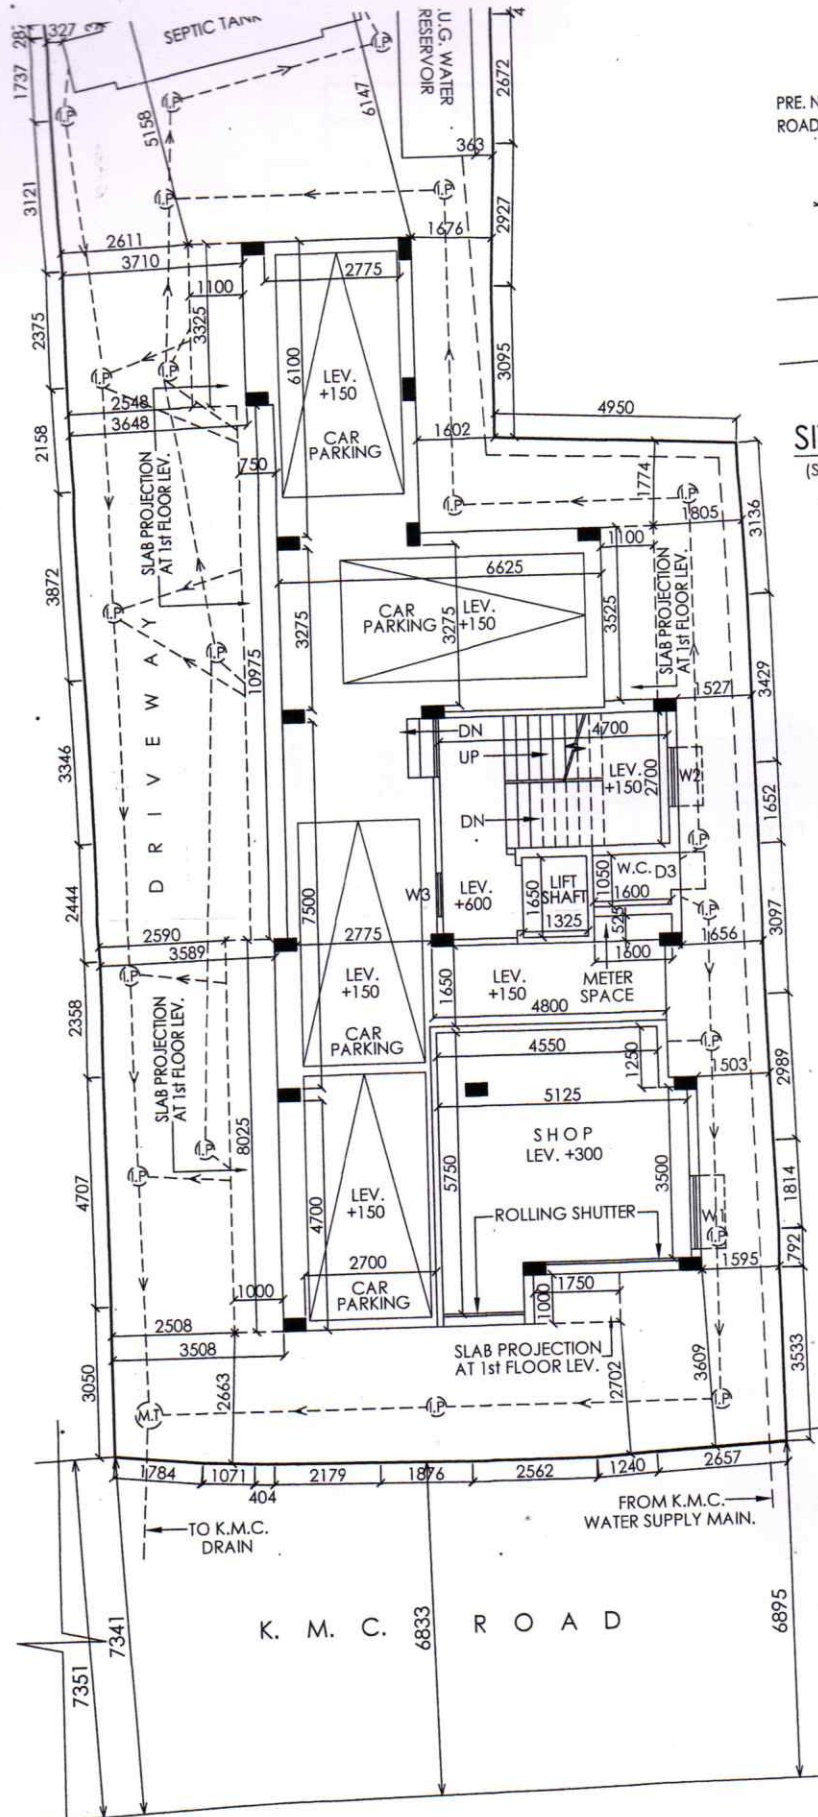 327
SEPTIC TANK
U.G. WATER
RESERVOIR
1737
5158
6147
2672
PRE. N
ROAD
363
3121
2927
2611
1676
3710
2775
1100
3325
2375
6100
LEV.
+150
3095
CAR
PARKING
2548
4950
3648
1602
SI
(S
2158
750
1774
1805
SLAB PROJECTION
AT 1st FLOOR LEV.
3136
1100
6625
3872
3275
CAR
PARKING
3275
LEV.
+150
3525
SLAB PROJECTION
AT 1st FLOOR LEV.
10975
1527
3429
DRIVEWAY
DN
4700
UP
3346
LEV.
+150
2700
W2
1652
DN
2444
7500
W3
LEV.
+600
1650
LIFT
SHAFT
1325
1050
W.C.
D3
1600
525
3097
2590
3589
2775
1656
1600
LEV.
+150
1650
LEV.
+150
METER
SPACE
4800
2358
CAR
PARKING
4550
1250
SLAB PROJECTION
AT 1st FLOOR LEV.
1503
2989
5125
8025
SHOP
LEV. +300
4707
4700
LEV.
+150
5750
3500
1814
ROLLING SHUTTER
W1
792
2700
1595
CAR
PARKING
1000
1750
1000
2508
3508
SLAB PROJECTION
AT 1st FLOOR LEV.
3050
2663
2702
3609
3533
M.T
I.P
I.P
1784
1071
404
2179
1876
2562
1240
2657
TO K.M.C.
DRAIN
FROM K.M.C.
WATER SUPPLY MAIN.
K. M. C. ROAD
7351
7341
6833
6895